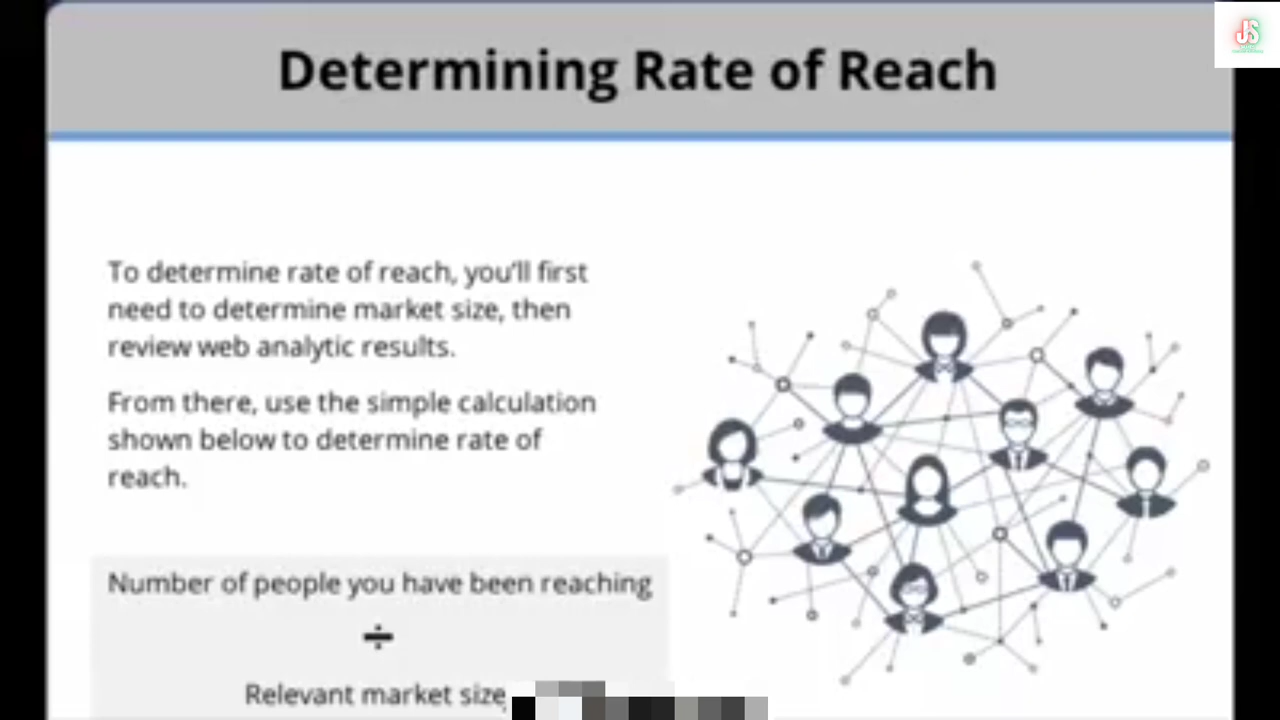 JS
Determining Rate of Reach
To determine rate of reach, you'll first
need to determine market size, then
review web analytic results.
From there, use the simple calculation
shown below to determine rate of
reach.
Number of people you have been reaching
÷
Relevant market size